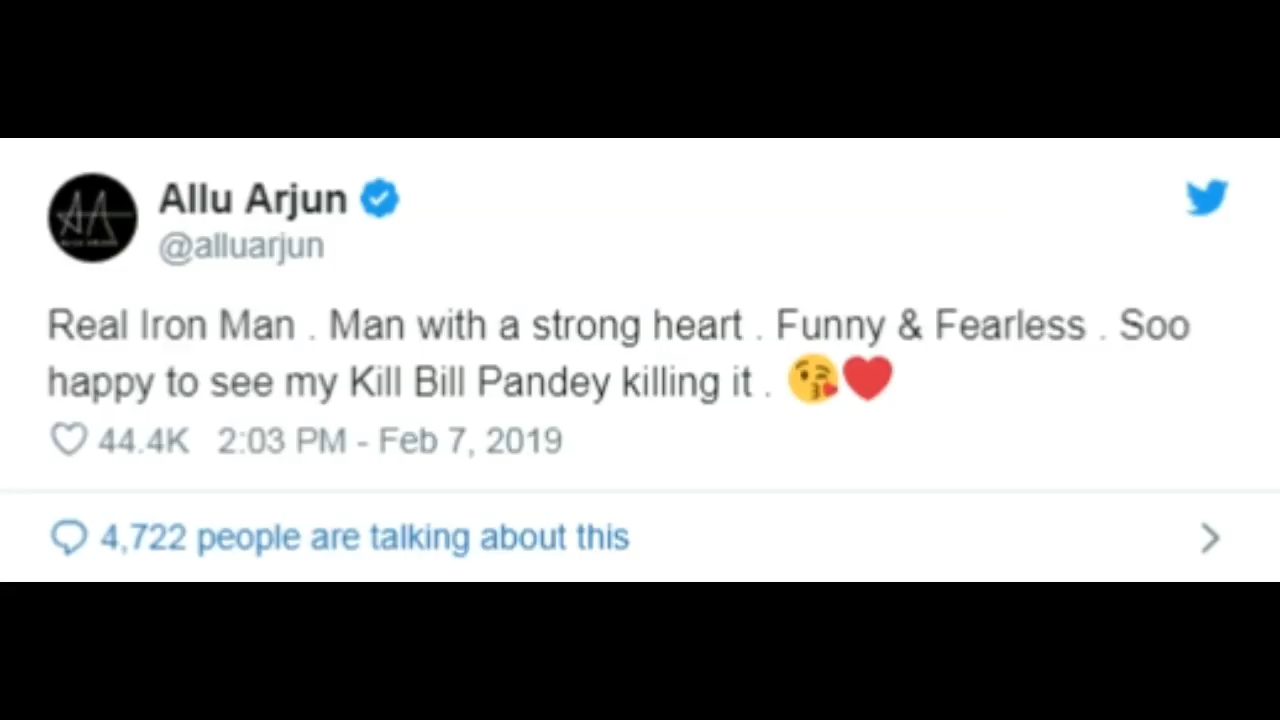 Allu Arjun
@alluarjun
Real Iron Man . Man with a strong heart . Funny & Fearless . Soo
happy to see my Kill Bill Pandey killing it . 😘❤️
44.4K 2:03 PM - Feb 7, 2019
4,722 people are talking about this